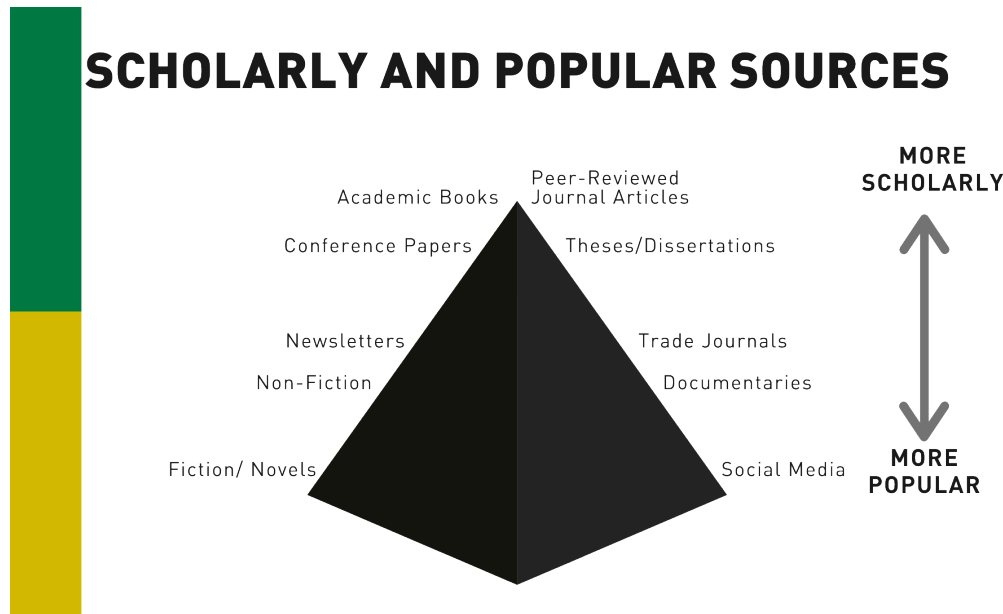 SCHOLARLY AND POPULAR SOURCES
MORE
SCHOLARLY
Peer-Reviewed
Academic Books
Journal Articles
Conference Papers
Theses/Dissertations
Newsletters
Trade Journals
Non-Fiction
Documentaries
Fiction/ Novels
Social Media
MORE
POPULAR